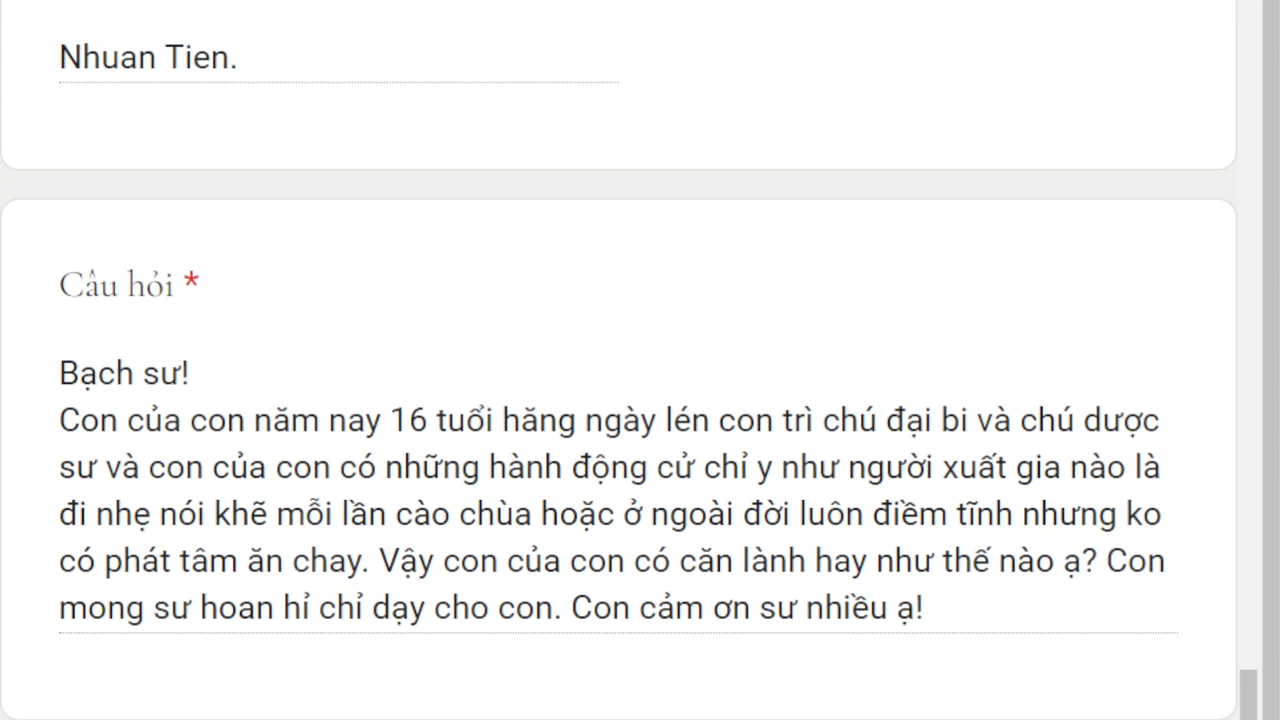 Nhuan Tien.
Câu hỏi *
Bạch sư!
Con của con năm nay 16 tuổi hăng ngày lén con trì chú đại bi và chú dược
sư và con của con có những hành động cử chỉ y như người xuất gia nào là
đi nhẹ nói khẽ mỗi lần cào chùa hoặc ở ngoài đời luôn điềm tĩnh nhưng ko
có phát tâm ăn chay. Vậy con của con có căn lành hay như thế nào ạ? Con
mong sư hoan hỉ chỉ dạy cho con. Con cảm ơn sư nhiều ạ!